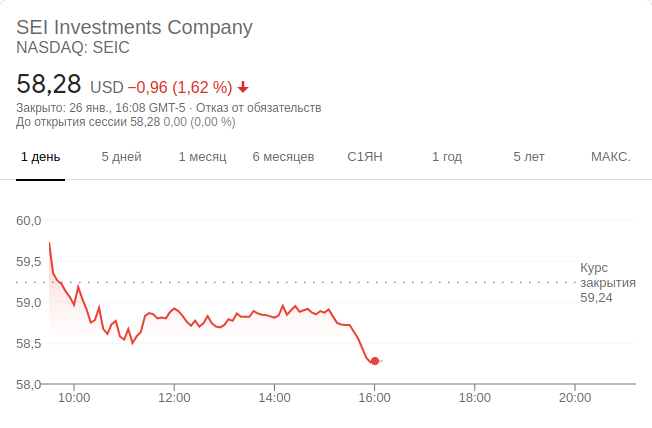 SEI Investments Company
NASDAQ: SEIC
58,28 USD −0,96 (1,62 %)
Закрыто: 26 янв., 16:08 GMT-5 · Отказ от обязательств
До открытия сессии 58,28 0,00 (0,00 %)
1 день 5 дней 1 месяц 6 месяцев С1ЯН 1 год 5 лет МАКС.
60,0
59,5
Курс
закрытия
59,24
59,0
58,5
58,0
10:00 12:00 14:00 16:00 18:00 20:00